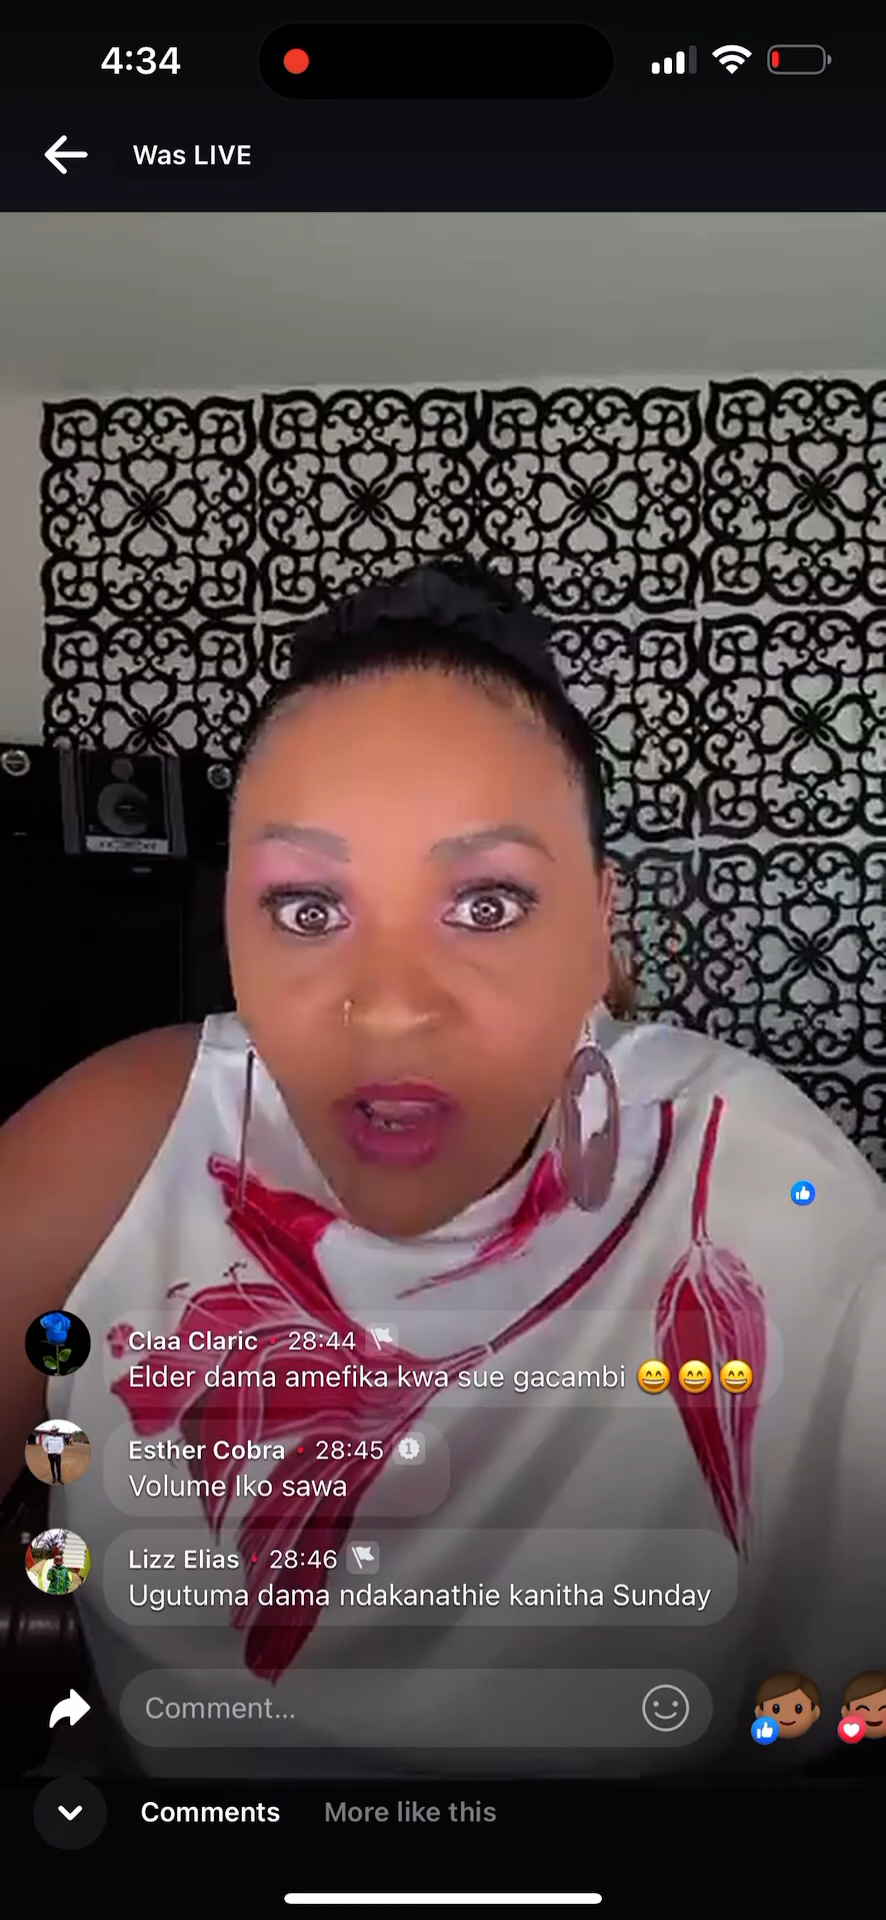 4:34
Was LIVE
Claa Claric • 28:44
Elder dama amefika kwa sue gacambi 😄😄😄
Esther Cobra • 28:45 1
Volume Iko sawa
Lizz Elias • 28:46
Ugutuma dama ndakanathie kanitha Sunday
Comment...
Comments More like this